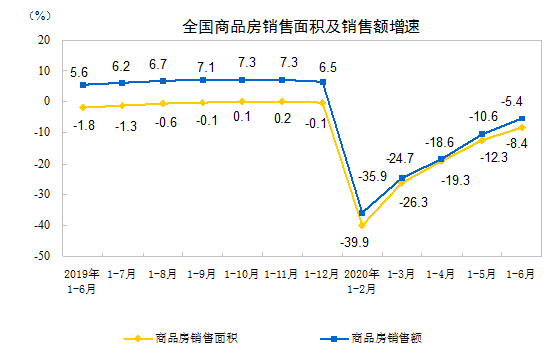 全国商品房销售面积及销售额增速
(%)
20
10
0
-10
-20
-30
-40
-50
5.6 6.2 6.7 7.1 7.3 7.3 6.5
-1.8 -1.3 -0.6 -0.1 0.1 0.2 -0.1
-35.9 -24.7 -18.6 -10.6 -5.4
-39.9 -26.3 -19.3 -12.3 -8.4
2019年 1-7月 1-8月 1-9月 1-10月 1-11月 1-12月 2020年 1-3月 1-4月 1-5月 1-6月
1-6月 1-2月
商品房销售面积 商品房销售额